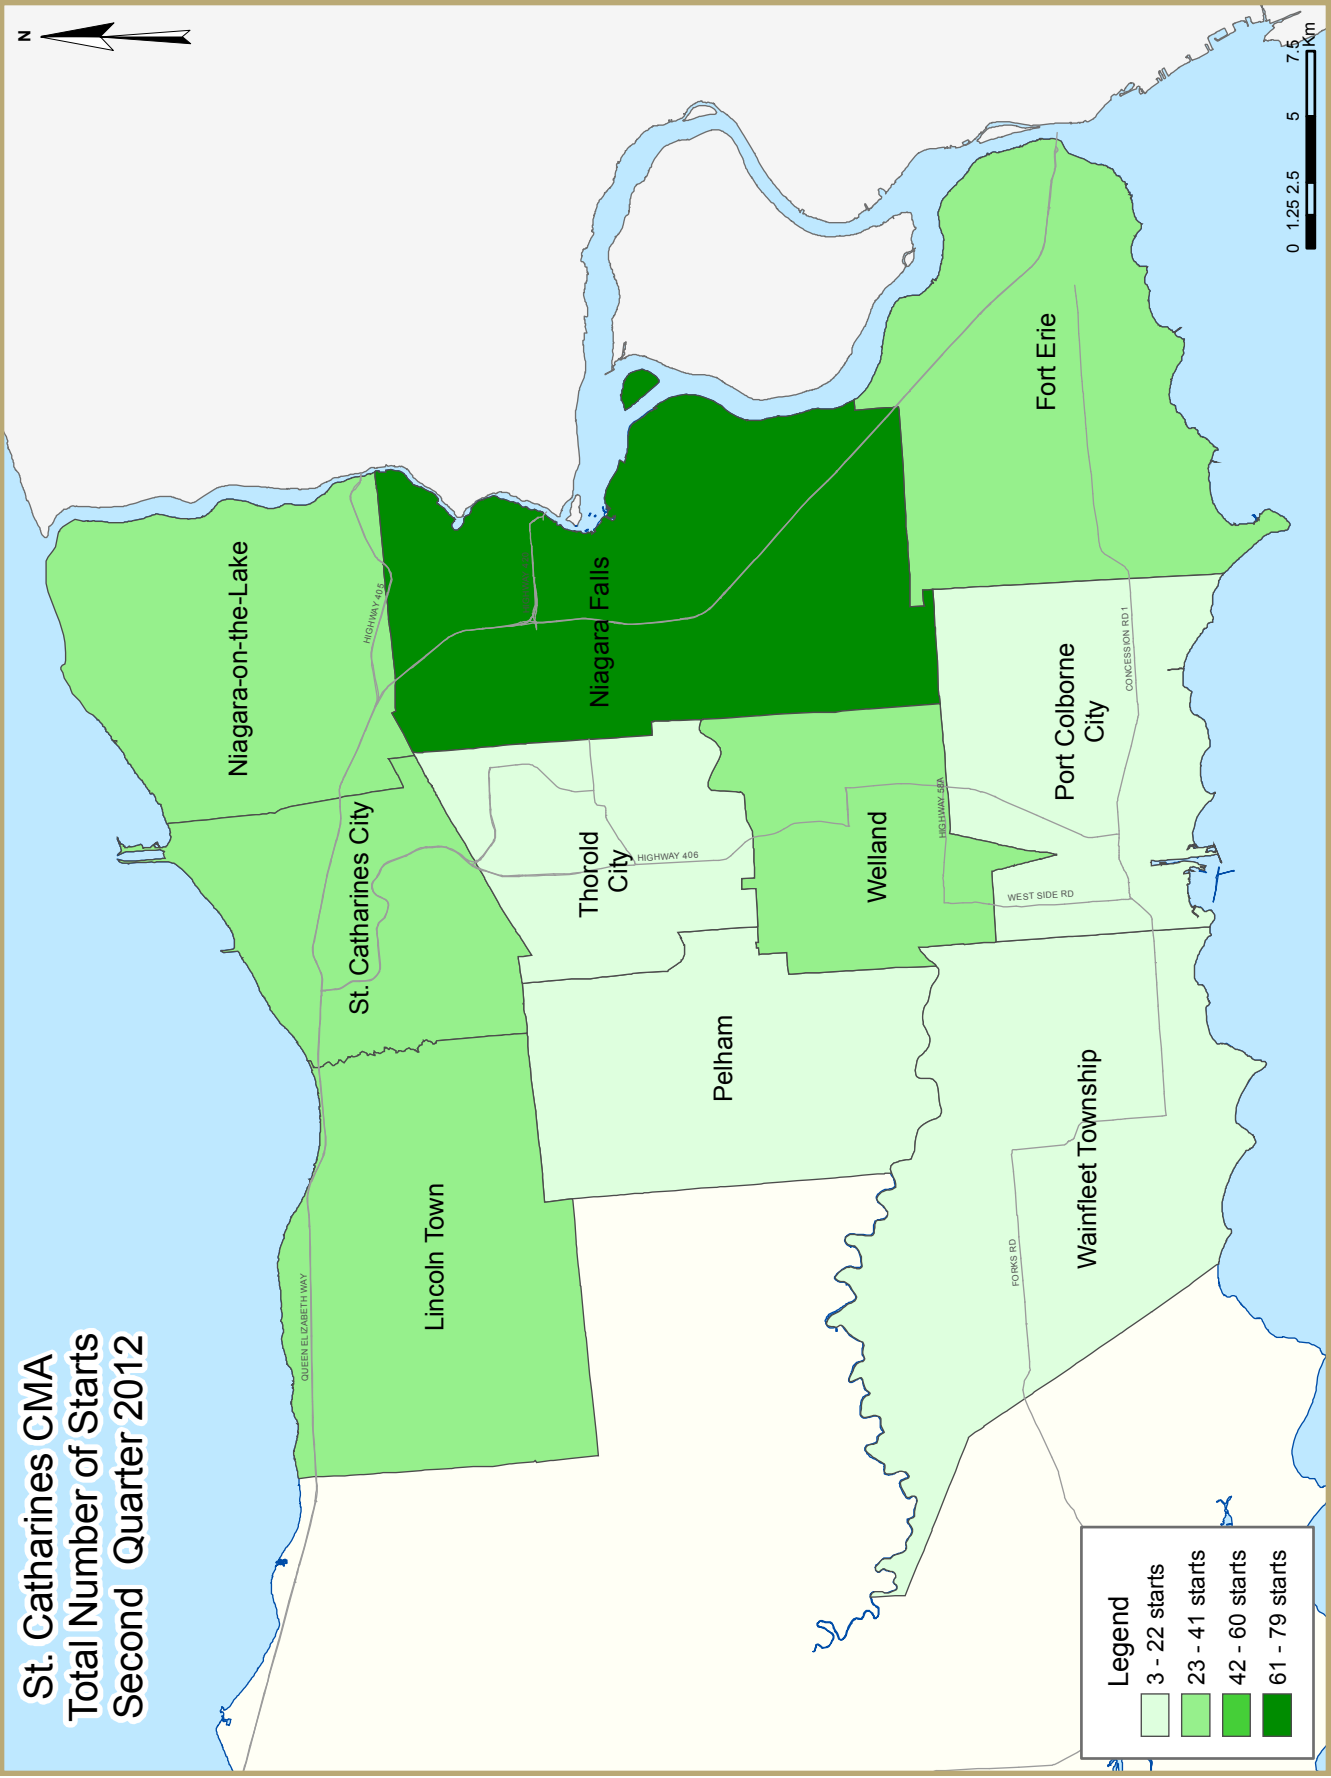 St. Catharines CMA
Total Number of Starts
Second Quarter 2012
N
Niagara-on-the-Lake
HIGHWAY 405
St. Catharines City
QUEEN ELIZABETH WAY
Lincoln Town
Niagara Falls
Thorold
City
HIGHWAY 406
Pelham
Welland
HIGHWAY 58A
WEST SIDE RD
Fort Erie
Port Colborne
City
CONCESSION RD 1
Wainfleet Township
FORKS RD
Legend
3 - 22 starts
23 - 41 starts
42 - 60 starts
61 - 79 starts
0 1.25 2.5 5 7.5
Km